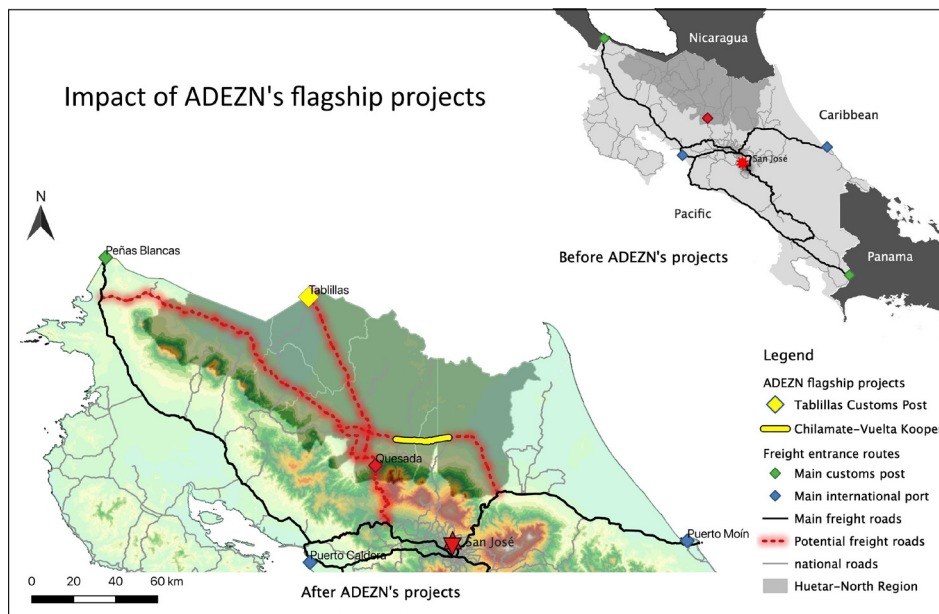 Impact of ADEZN's flagship projects
Nicaragua
Caribbean
San José
Pacific
Before ADEZN's projects
Panama
N
Peñas Blancas
Tablillas
Quesada
San José
Puerto Caldera
Puerto Moín
0 20 40 60 km
After ADEZN's projects
Legend
ADEZN flagship projects
Tablillas Customs Post
Chilamate-Vuelta Kooper
Freight entrance routes
Main customs post
Main international port
Main freight roads
Potential freight roads
national roads
Huetar-North Region